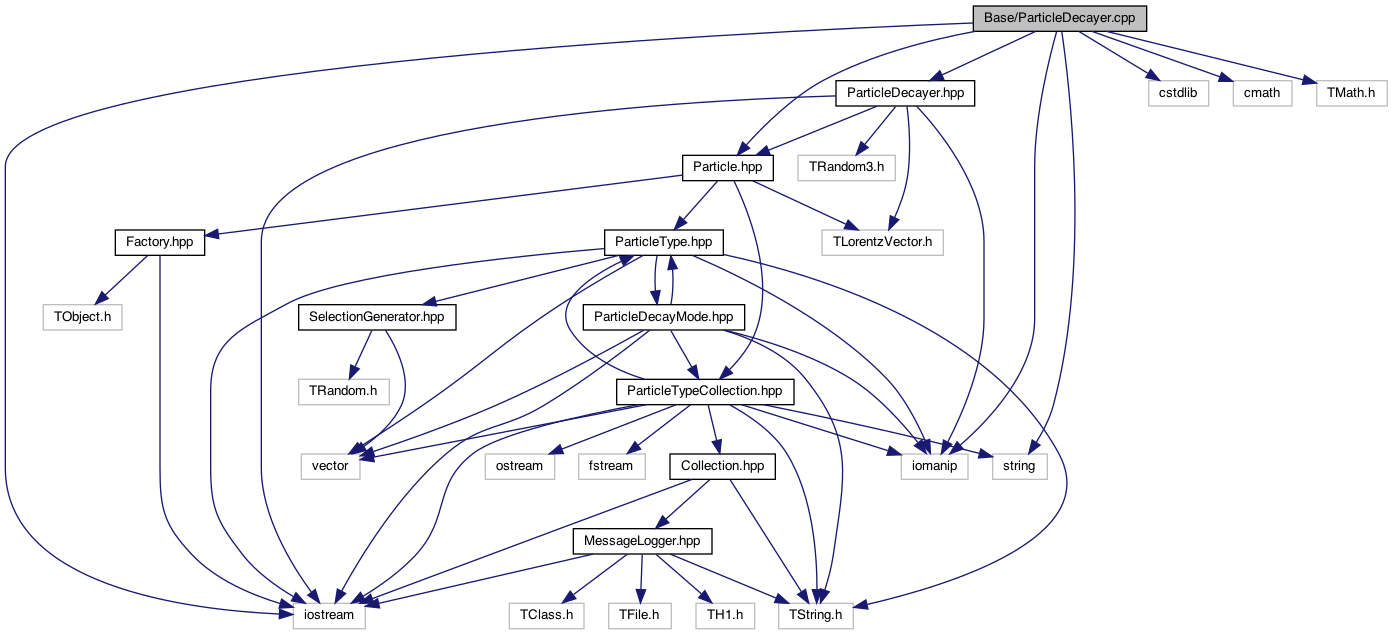 Base/ParticleDecayer.cpp
ParticleDecayer.hpp
cstdlib
cmath
TMath.h
Particle.hpp
TRandom3.h
Factory.hpp
ParticleType.hpp
TLorentzVector.h
TObject.h
SelectionGenerator.hpp
ParticleDecayMode.hpp
TRandom.h
ParticleTypeCollection.hpp
vector
ostream
fstream
Collection.hpp
iomanip
string
MessageLogger.hpp
iostream
TClass.h
TFile.h
TH1.h
TString.h